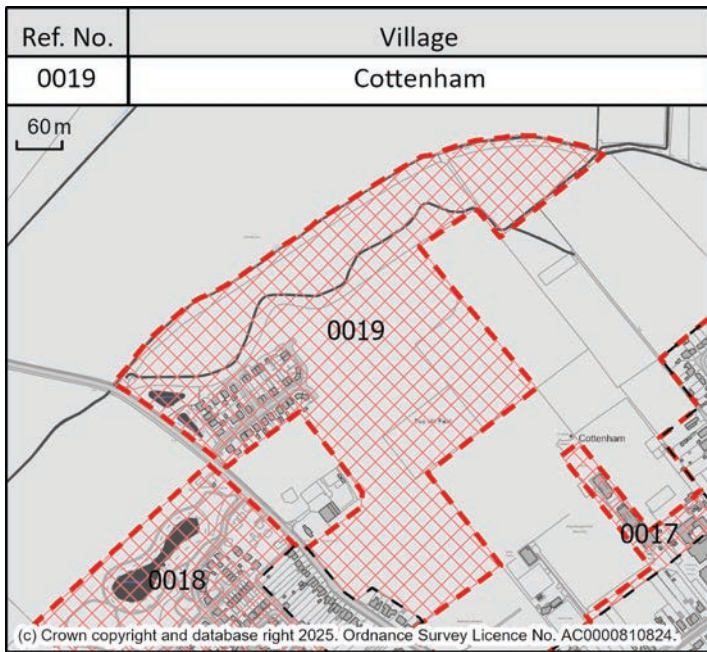 Ref. No. Village
0019 Cottenham
60 m
0019
Cottenham
0017
0018
(c) Crown copyright and database right 2025. Ordnance Survey Licence No. AC0000810824.